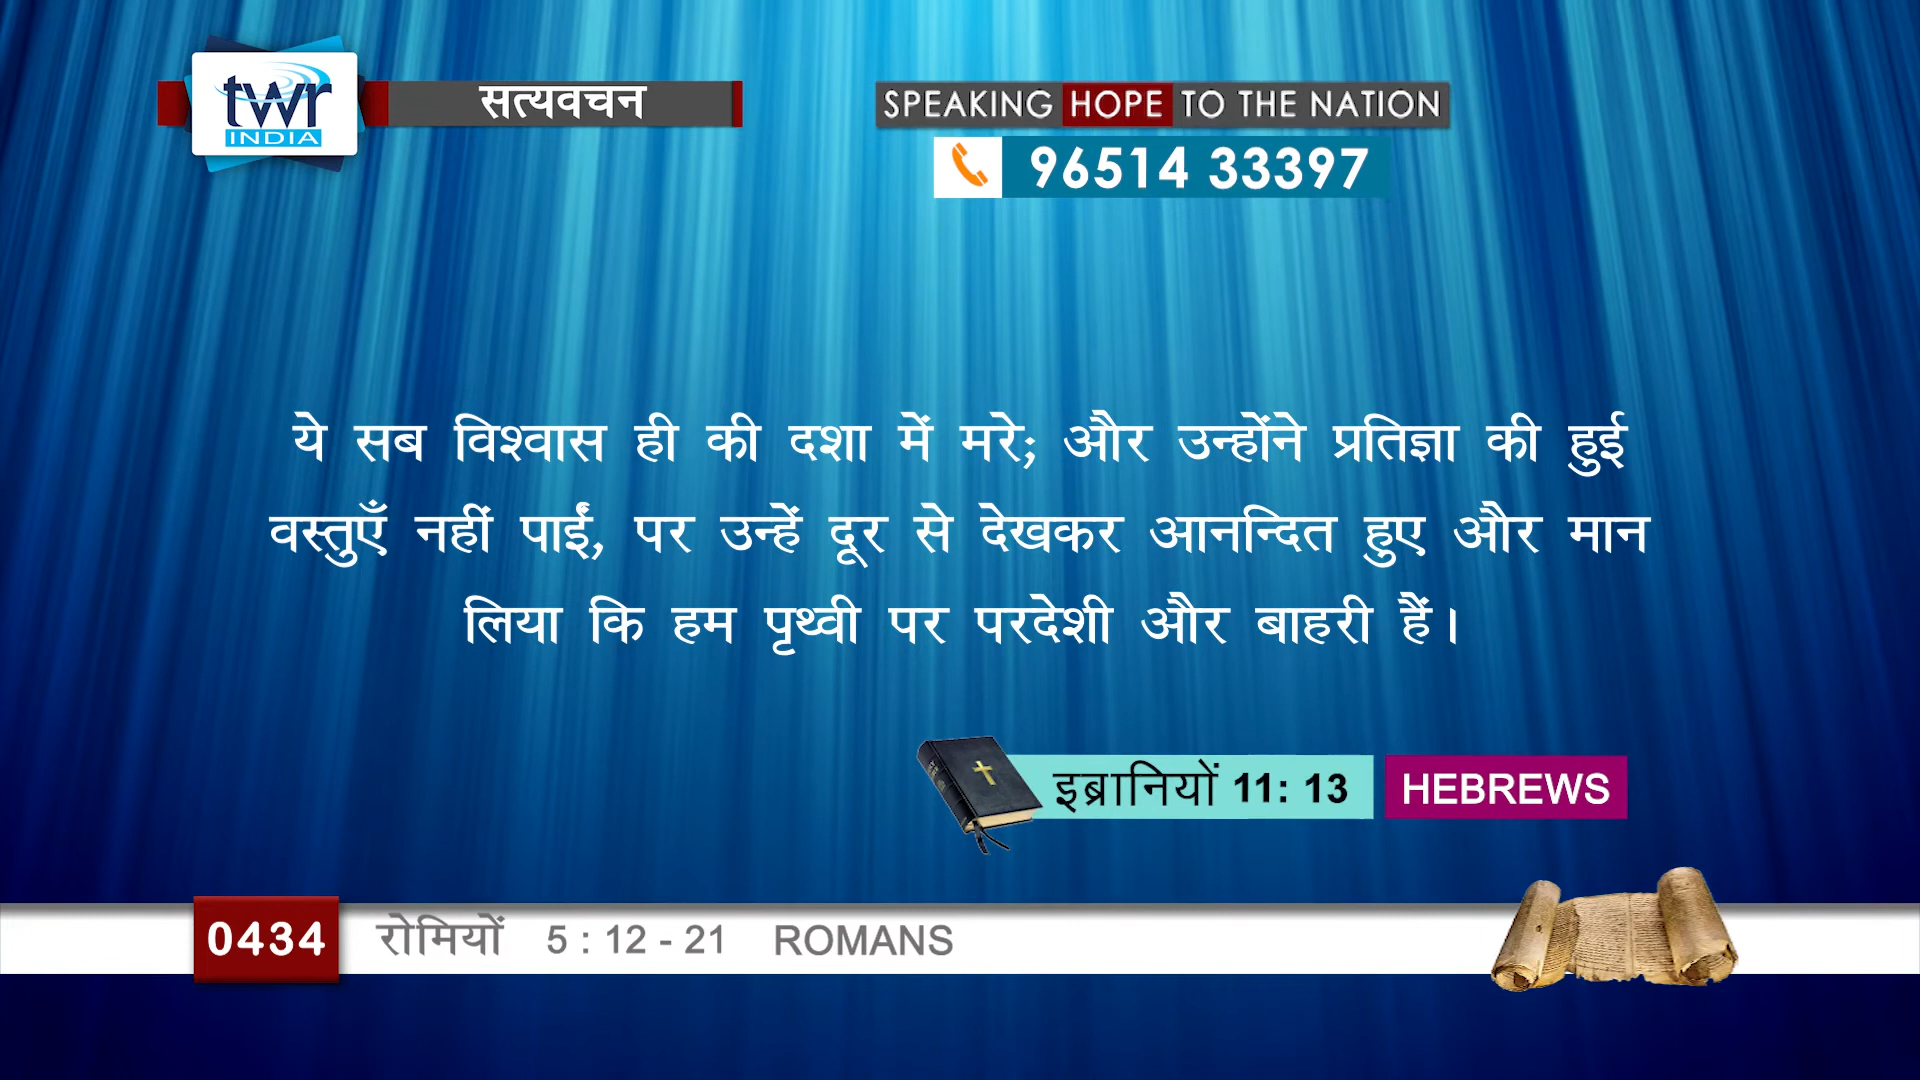 twr
INDIA
सत्यवचन
SPEAKING HOPE TO THE NATION
96514 33397
ये सब विश्वास ही की दशा में मरे; और उन्होंने प्रतिज्ञा की हुई
वस्तुएँ नहीं पाईं, पर उन्हें दूर से देखकर आनन्दित हुए और मान
लिया कि हम पृथ्वी पर परदेशी और बाहरी हैं।
इब्रानियों 11: 13 HEBREWS
0434 रोमियों 5 : 12 - 21 ROMANS